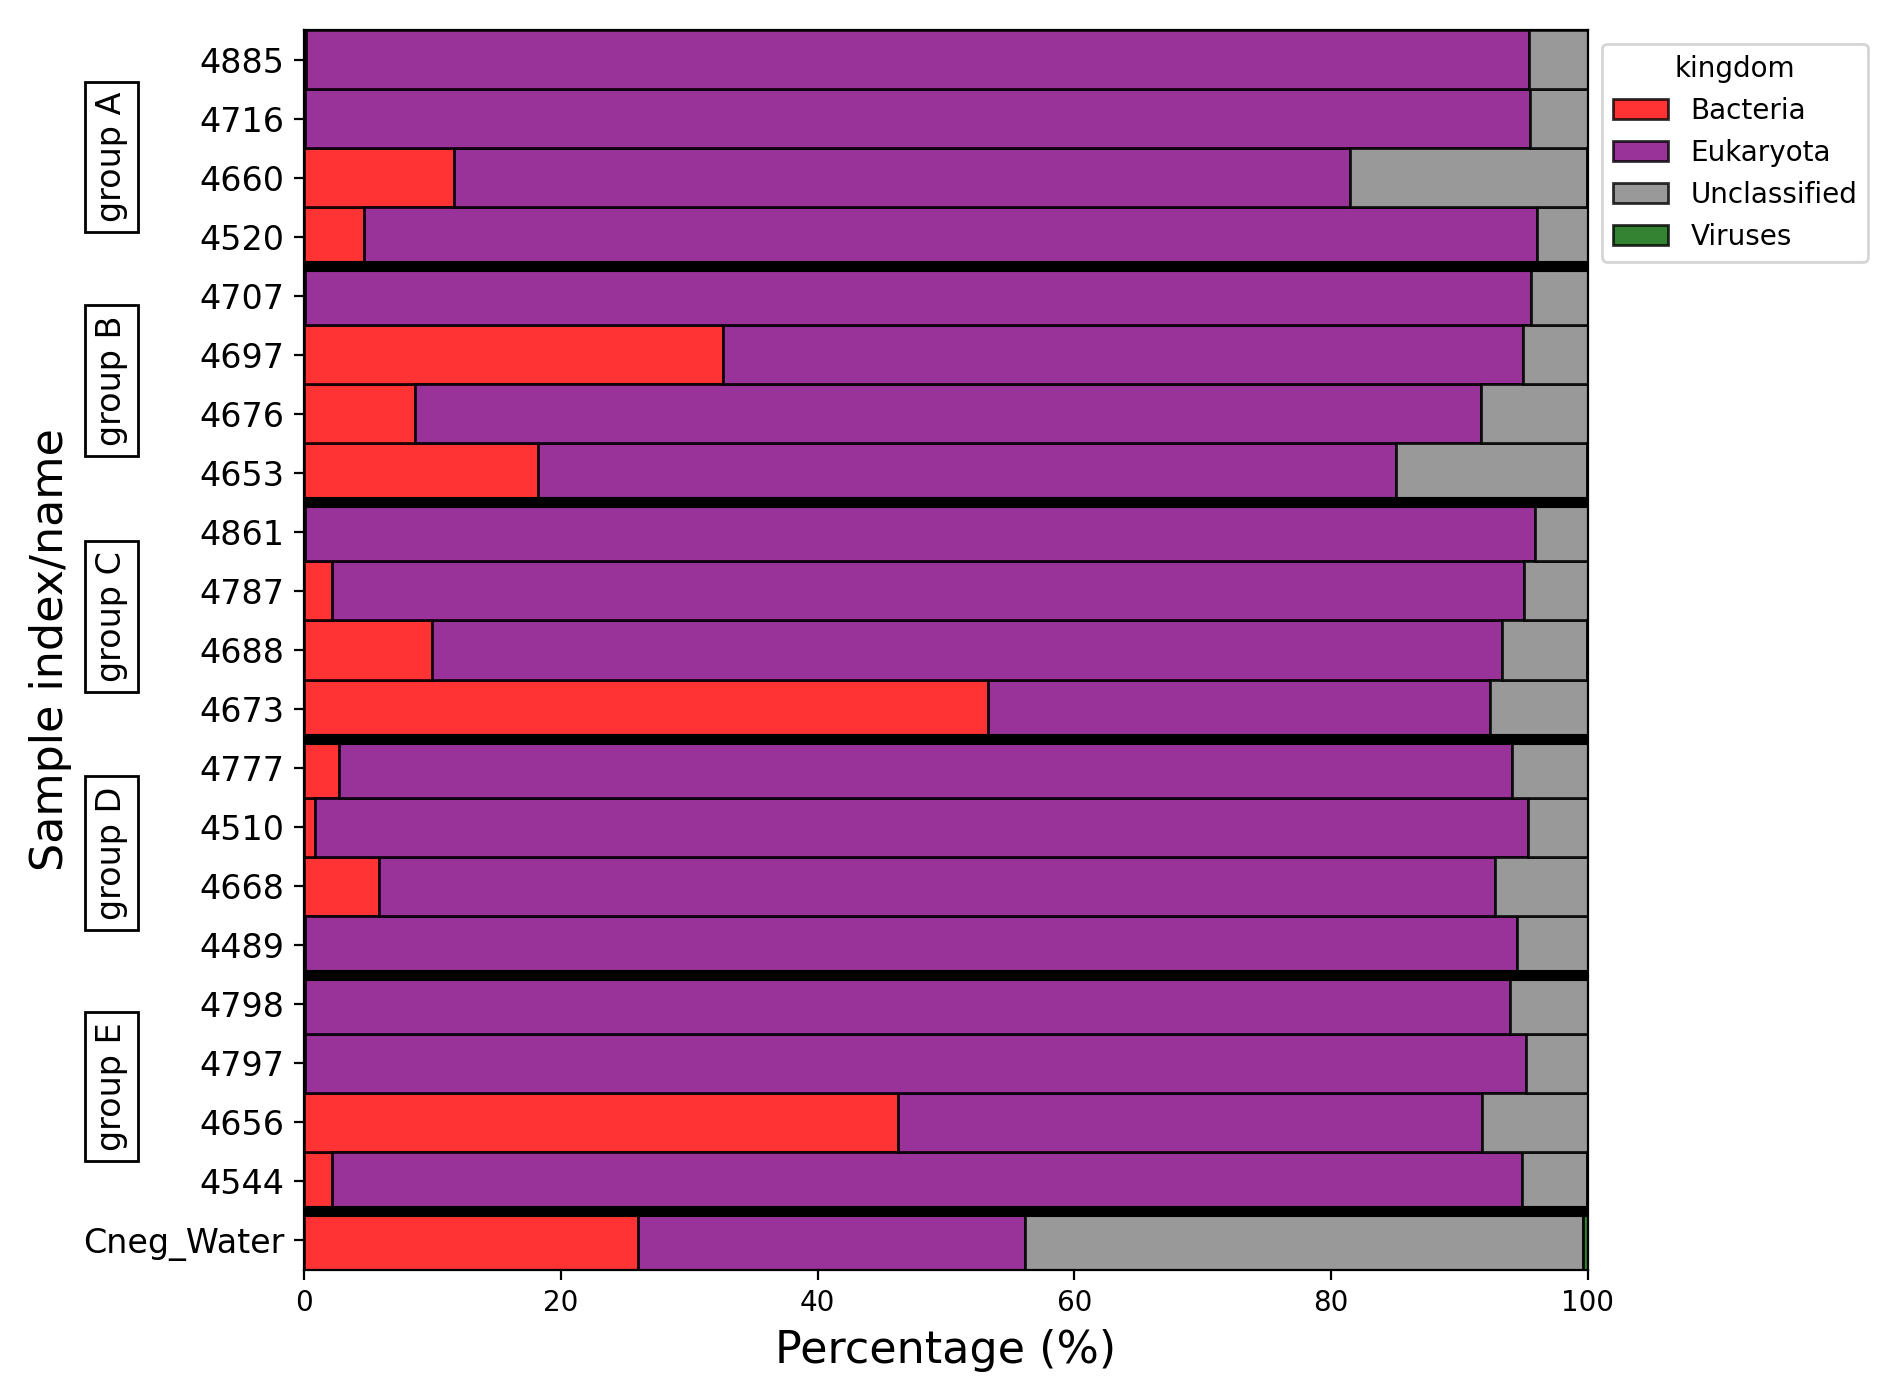 Sample index/name
group A
4885
4716
4660
4520
group B
4707
4697
4676
4653
group C
4861
4787
4688
4673
group D
4777
4510
4668
4489
group E
4798
4797
4656
4544
Cneg_Water
0 20 40 60 80 100
Percentage (%)
kingdom
Bacteria
Eukaryota
Unclassified
Viruses